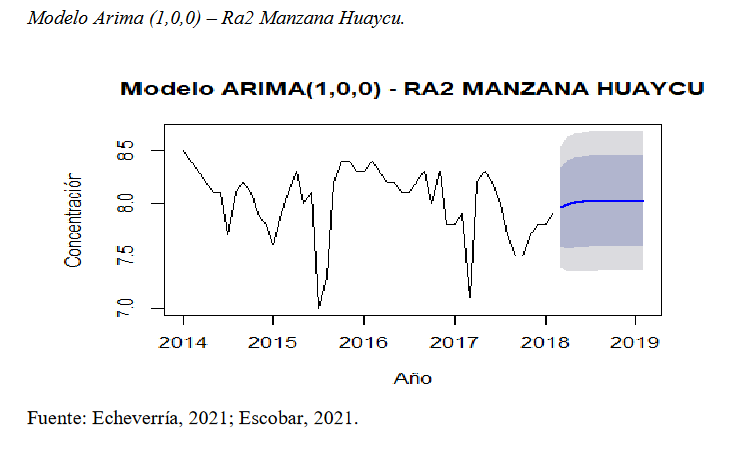 Modelo Arima (1,0,0) – Ra2 Manzana Huaycu.
Modelo ARIMA(1,0,0) - RA2 MANZANA HUAYCU
Concentración
8.5
8.0
7.5
7.0
2014 2015 2016 2017 2018 2019
Año
Fuente: Echeverría, 2021; Escobar, 2021.